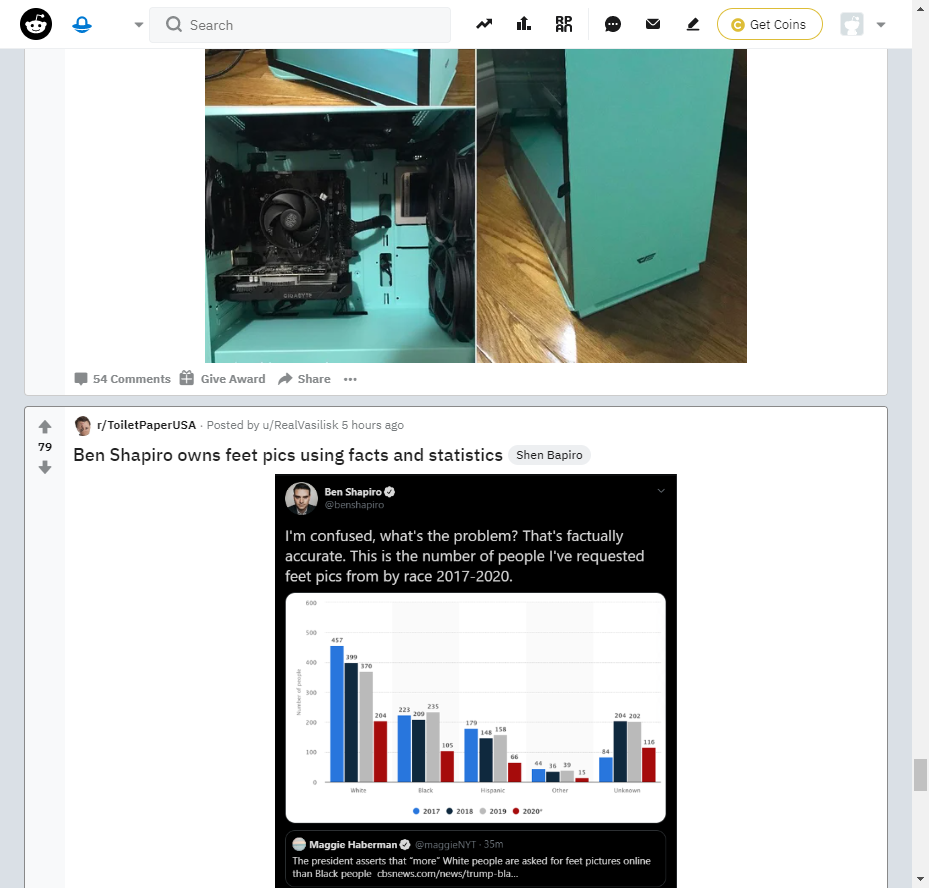 Search
Get Coins
GIGABYTE
54 Comments
Give Award
Share
r/ToiletPaperUSA · Posted by u/RealVasilisk 5 hours ago
79
Ben Shapiro owns feet pics using facts and statistics
Shen Bapiro
Ben Shapiro
@benshapiro
I'm confused, what's the problem? That's factually
accurate. This is the number of people I've requested
feet pics from by race 2017-2020.
Number of people
600
500
400
300
200
100
0
457
399
370
204
223
209
235
105
179
148
158
66
44
36
39
15
84
204
202
116
White
Black
Hispanic
Other
Unknown
2017
2018
2019
2020*
Maggie Haberman @maggieNYT · 35m
The president asserts that “more” White people are asked for feet pictures online
than Black people cbsnews.com/news/trump-bla...